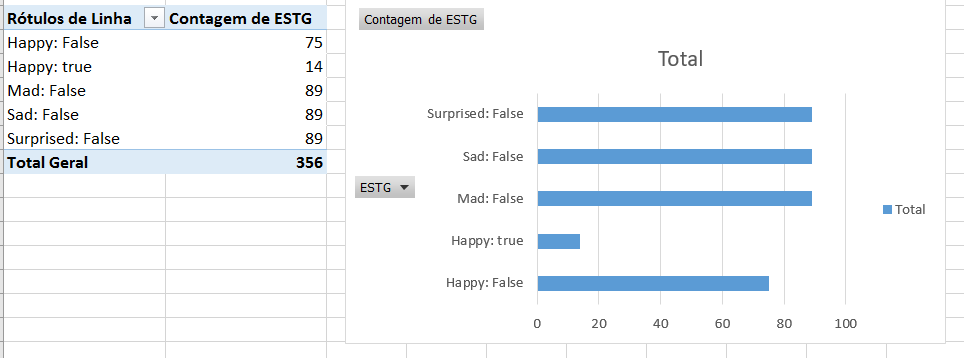 Rótulos de Linha Contagem de ESTG
Happy: False 75
Happy: true 14
Mad: False 89
Sad: False 89
Surprised: False 89
Total Geral 356
Contagem de ESTG
Total
Surprised: False
Sad: False
Mad: False
Happy: true
Happy: False
0 20 40 60 80 100
ESTG
Total